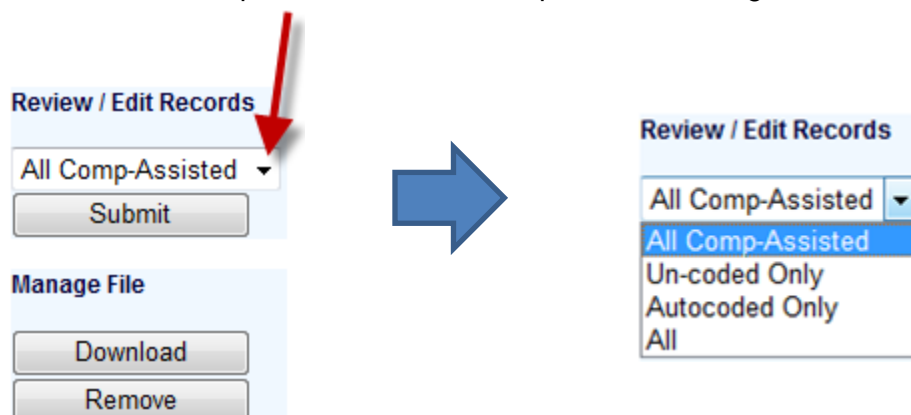 Review / Edit Records
All Comp-Assisted
Submit
Manage File
Download
Remove
Review / Edit Records
All Comp-Assisted
All Comp-Assisted
Un-coded Only
Autocoded Only
All